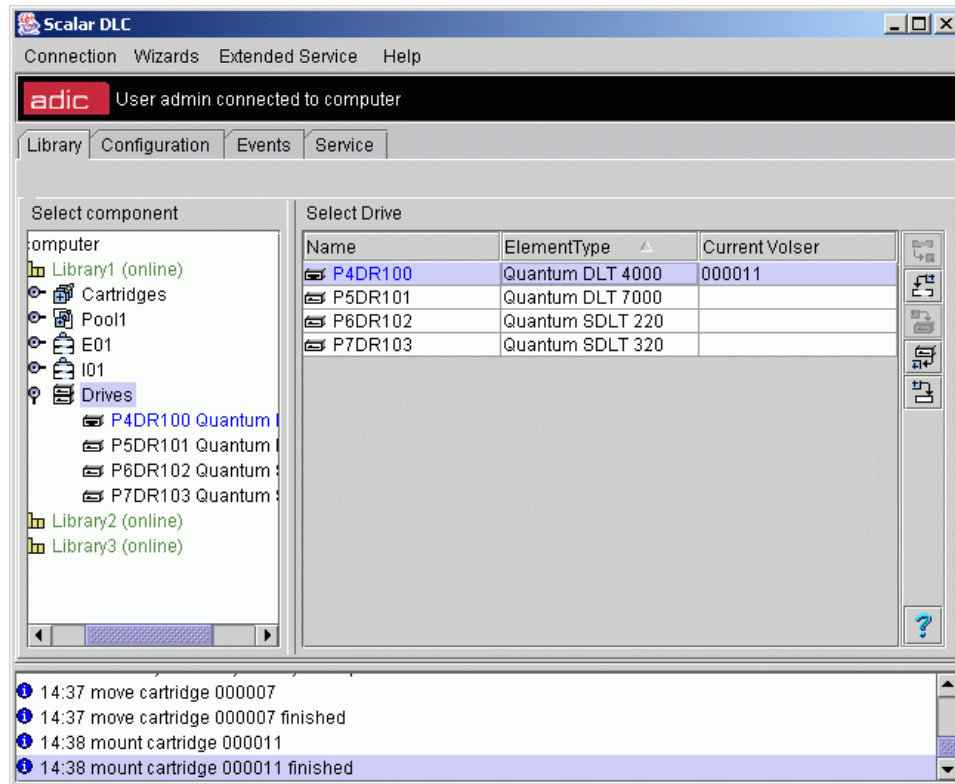 Scalar DLC
Connection Wizards Extended Service Help
adic User admin connected to computer
Library Configuration Events Service
Select component
omputer
Library1 (online)
Cartridges
Pool1
E01
I01
Drives
P4DR100 Quantum
P5DR101 Quantum
P6DR102 Quantum
P7DR103 Quantum
Library2 (online)
Library3 (online)
Select Drive
Name ElementType Current Volser
P4DR100 Quantum DLT 4000 000011
P5DR101 Quantum DLT 7000
P6DR102 Quantum SDLT 220
P7DR103 Quantum SDLT 320
?
14:37 move cartridge 000007
14:37 move cartridge 000007 finished
14:38 mount cartridge 000011
14:38 mount cartridge 000011 finished